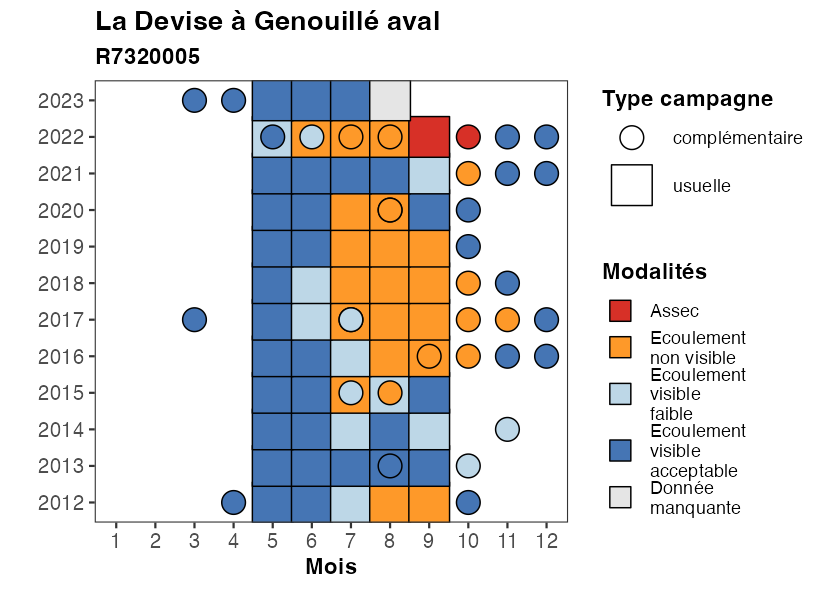 La Devise à Genouillé aval
R7320005
2023
2022
2021
2020
2019
2018
2017
2016
2015
2014
2013
2012
1 2 3 4 5 6 7 8 9 10 11 12
Mois
Type campagne
complémentaire
usuelle
Modalités
Assec
Ecoulement
non visible
Ecoulement
visible
faible
Ecoulement
visible
acceptable
Donnée
manquante